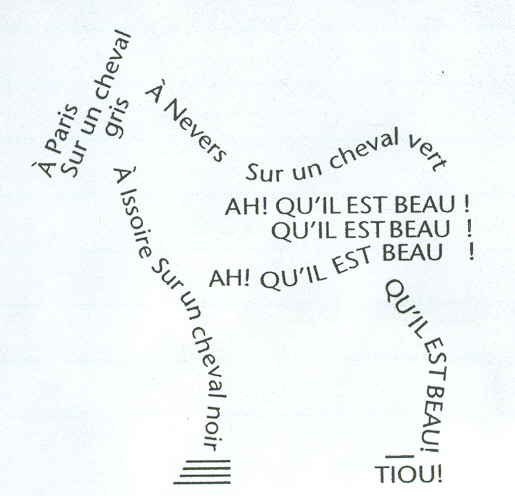 À Paris
Sur un cheval
gris
À Nevers
Sur un cheval vert
À Issoire Sur un cheval noir
AH! QU'IL EST BEAU !
QU'IL EST BEAU !
AH! QU'IL EST BEAU !
QU'IL EST BEAU!
TIOU!